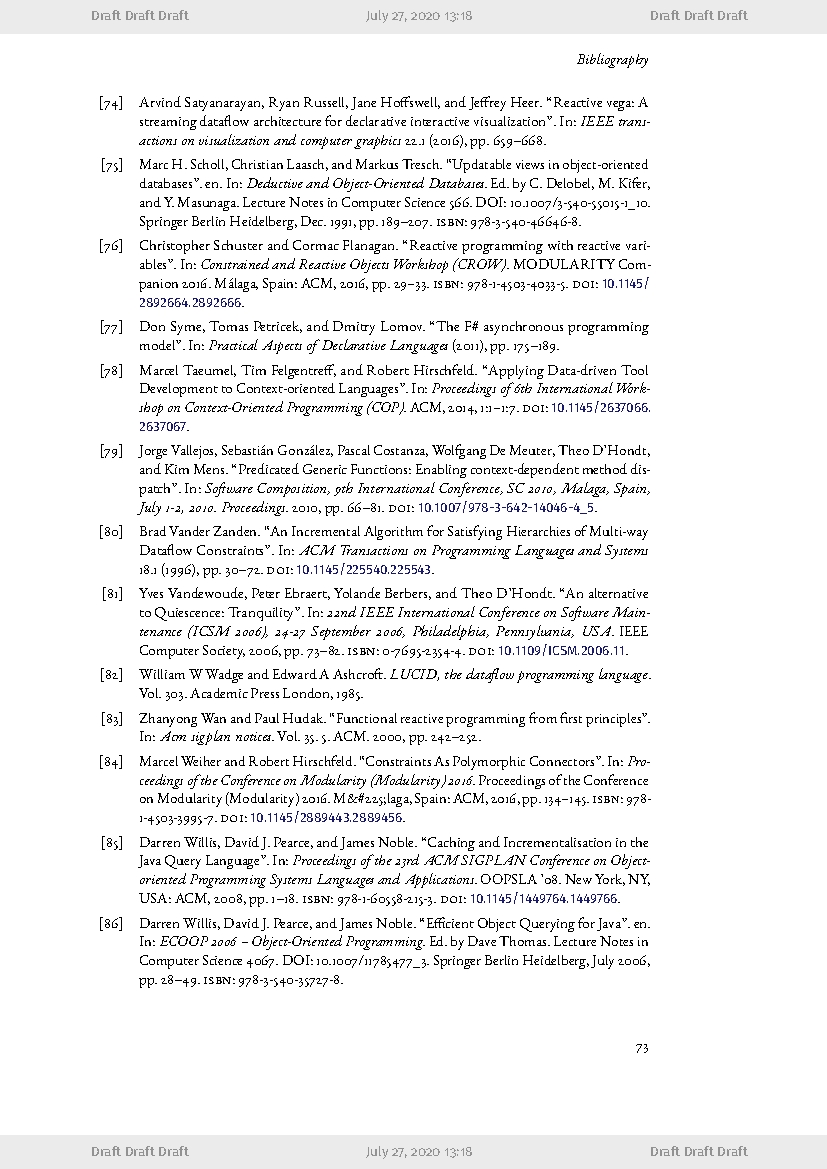 Draft Draft Draft July 27, 2020 13:18 Draft Draft Draft
Bibliography
[74] Arvind Satyanarayan, Ryan Russell, Jane Hoffswell, and Jeffrey Heer. “Reactive vega: A
streaming dataflow architecture for declarative interactive visualization”. In: IEEE trans-
actions on visualization and computer graphics 22.1 (2016), pp. 659–668.
[75] Marc H. Scholl, Christian Laasch, and Markus Tresch. “Updatable views in object-oriented
databases”. en. In: Deductive and Object-Oriented Databases. Ed. by C. Delobel, M. Kifer,
and Y. Masunaga. Lecture Notes in Computer Science 566. DOI: 10.1007/3-540-55015-1_10.
Springer Berlin Heidelberg, Dec. 1991, pp. 189–207. ISBN: 978-3-540-46646-8.
[76] Christopher Schuster and Cormac Flanagan. “Reactive programming with reactive vari-
ables”. In: Constrained and Reactive Objects Workshop (CROW). MODULARITY Com-
panion 2016. Málaga, Spain: ACM, 2016, pp. 29–33. ISBN: 978-1-4503-4033-5. DOI: 10.1145/
2892664.2892666.
[77] Don Syme, Tomas Petricek, and Dmitry Lomov. “The F# asynchronous programming
model”. In: Practical Aspects of Declarative Languages (2011), pp. 175–189.
[78] Marcel Taeumel, Tim Felgentreff, and Robert Hirschfeld. “Applying Data-driven Tool
Development to Context-oriented Languages”. In: Proceedings of 6th International Work-
shop on Context-Oriented Programming (COP). ACM, 2014, 1:1–1:7. DOI: 10.1145/2637066.
2637067.
[79] Jorge Vallejos, Sebastián González, Pascal Costanza, Wolfgang De Meuter, Theo D’Hondt,
and Kim Mens. “Predicated Generic Functions: Enabling context-dependent method dis-
patch”. In: Software Composition, 9th International Conference, SC 2010, Malaga, Spain,
July 1-2, 2010. Proceedings. 2010, pp. 66–81. DOI: 10.1007/978-3-642-14046-4_5.
[80] Brad Vander Zanden. “An Incremental Algorithm for Satisfying Hierarchies of Multi-way
Dataflow Constraints”. In: ACM Transactions on Programming Languages and Systems
18.1 (1996), pp. 30–72. DOI: 10.1145/225540.225543.
[81] Yves Vandewoude, Peter Ebraert, Yolande Berbers, and Theo D’Hondt. “An alternative
to Quiescence: Tranquility”. In: 22nd IEEE International Conference on Software Main-
tenance (ICSM 2006), 24-27 September 2006, Philadelphia, Pennsylvania, USA. IEEE
Computer Society, 2006, pp. 73–82. ISBN: 0-7695-2354-4. DOI: 10.1109/ICSM.2006.11.
[82] William W Wadge and Edward A Ashcroft. LUCID, the dataflow programming language.
Vol. 303. Academic Press London, 1985.
[83] Zhanyong Wan and Paul Hudak. “Functional reactive programming from first principles”.
In: Acm sigplan notices. Vol. 35. 5. ACM. 2000, pp. 242–252.
[84] Marcel Weiher and Robert Hirschfeld. “Constraints As Polymorphic Connectors”. In: Pro-
ceedings of the Conference on Modularity (Modularity) 2016. Proceedings of the Conference
on Modularity (Modularity) 2016. M&#225;laga, Spain: ACM, 2016, pp. 134–145. ISBN: 978-
1-4503-3995-7. DOI: 10.1145/2889443.2889456.
[85] Darren Willis, David J. Pearce, and James Noble. “Caching and Incrementalisation in the
Java Query Language”. In: Proceedings of the 23rd ACM SIGPLAN Conference on Object-
oriented Programming Systems Languages and Applications. OOPSLA ’08. New York, NY,
USA: ACM, 2008, pp. 1–18. ISBN: 978-1-60558-215-3. DOI: 10.1145/1449764.1449766.
[86] Darren Willis, David J. Pearce, and James Noble. “Efficient Object Querying for Java”. en.
In: ECOOP 2006 – Object-Oriented Programming. Ed. by Dave Thomas. Lecture Notes in
Computer Science 4067. DOI: 10.1007/11785477_3. Springer Berlin Heidelberg, July 2006,
pp. 28–49. ISBN: 978-3-540-35727-8.
73
Draft Draft Draft July 27, 2020 13:18 Draft Draft Draft